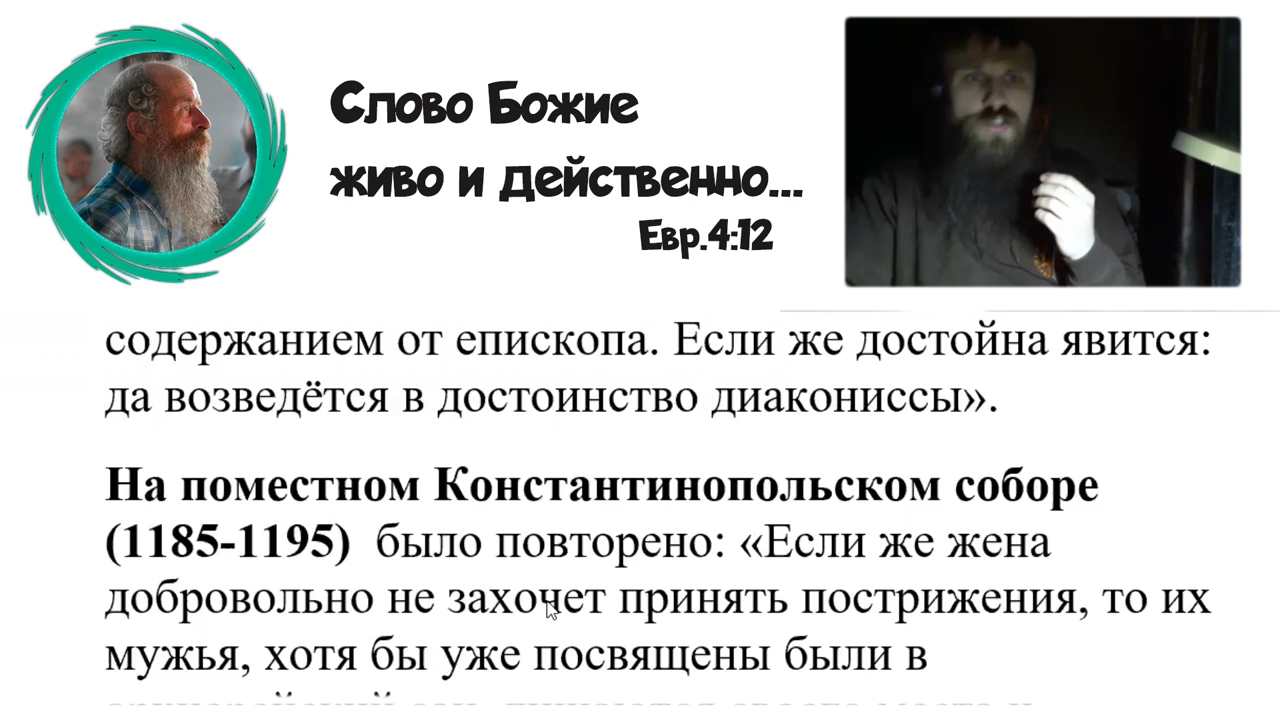 Слово Божие
живо и действенно...
Евр.4:12
содержанием от епископа. Если же достойна явится:
да возведётся в достоинство диакониссы».
На поместном Константинопольском соборе
(1185-1195) было повторено: «Если же жена
добровольно не захочет принять пострижения, то их
мужья, хотя бы уже посвящены были в